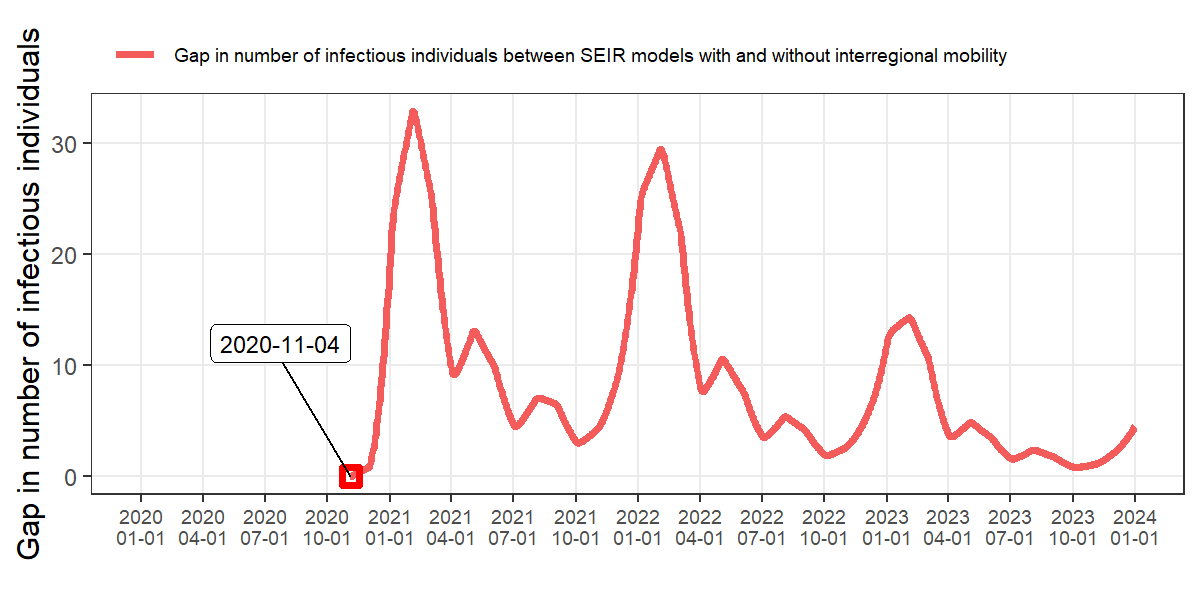 Gap in number of infectious individuals between SEIR models with and without interregional mobility
Gap in number of infectious individuals
30
20
10
0
2020-11-04
2020 2020 2020 2020 2021 2021 2021 2021 2022 2022 2022 2022 2023 2023 2023 2023 2024
01-01 04-01 07-01 10-01 01-01 04-01 07-01 10-01 01-01 04-01 07-01 10-01 01-01 04-01 07-01 10-01 01-01